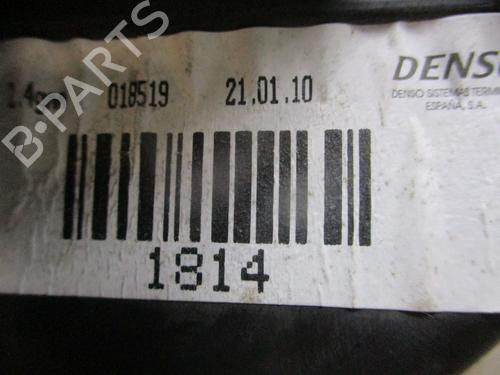 018519 21.01.10
DENSO
DENSO SISTEMAS TERMI
ESPAÑA, S.A.
1814
B-PARTS